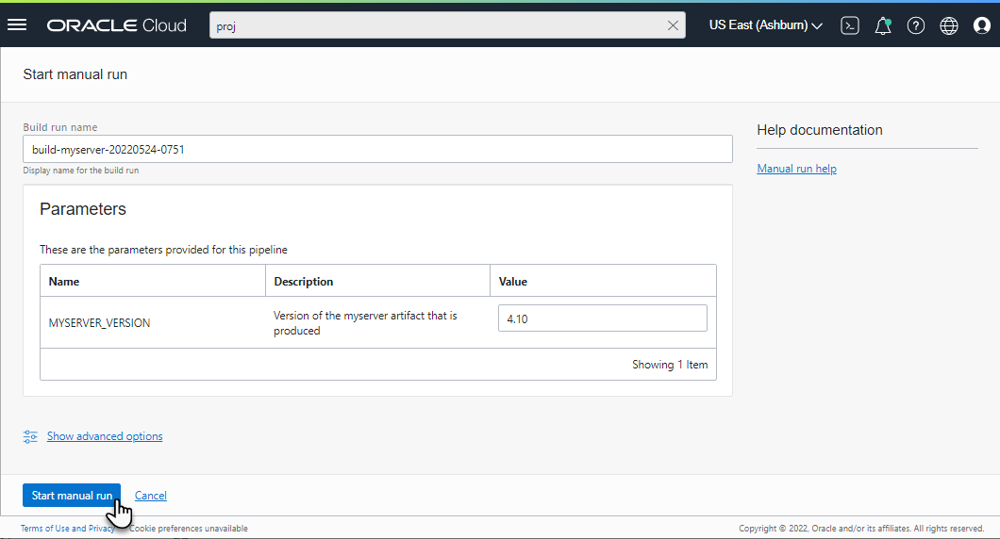 ORACLE Cloud
proj
US East (Ashburn)
Start manual run
Build run name
build-myserver-20220524-0751
Display name for the build run
Help documentation
Manual run help
Parameters
These are the parameters provided for this pipeline
Name Description Value
MYSERVER_VERSION
Version of the myserver artifact that is
produced
4.10
Showing 1 Item
Show advanced options
Start manual run Cancel
Terms of Use and Privacy Cookie preferences unavailable
Copyright © 2022, Oracle and/or its affiliates. All rights reserved.